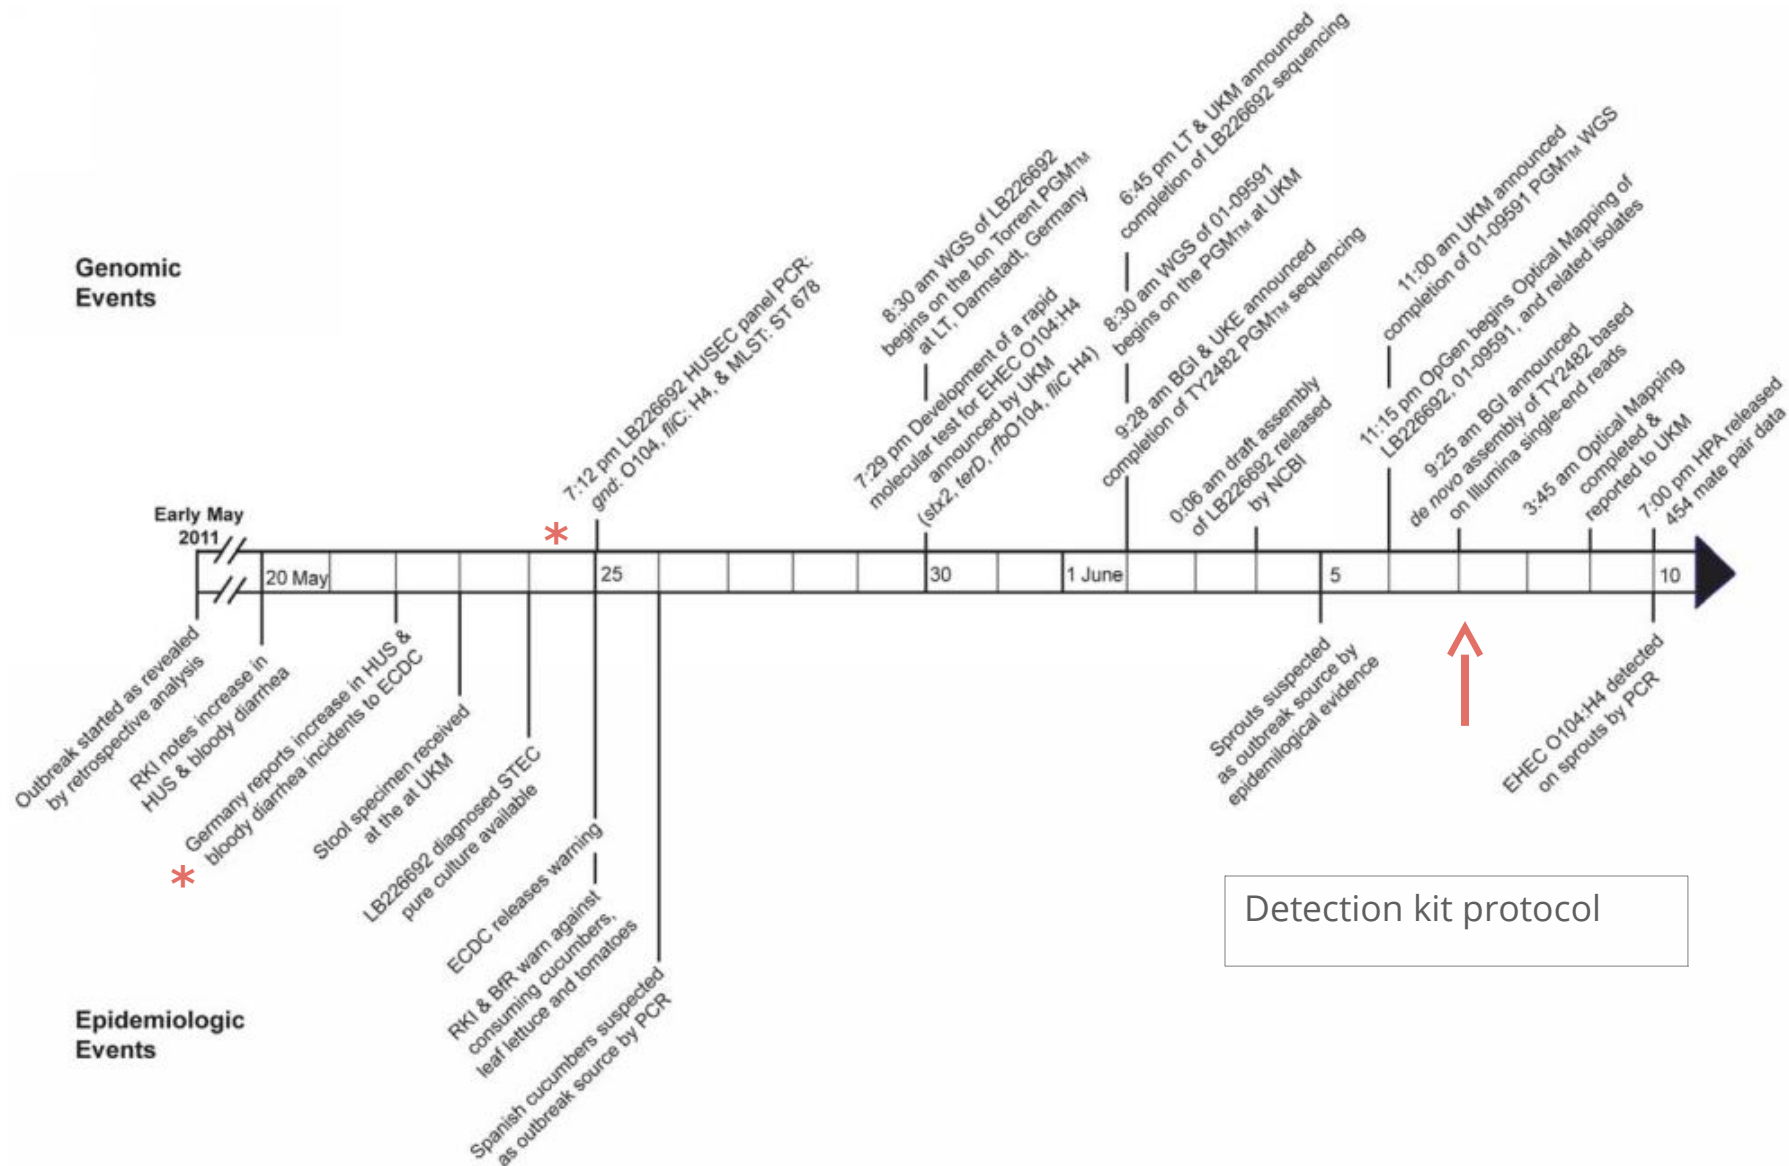 Genomic
Events
Early May
2011
7:12 pm LB226692 HUSEC panel PCR:
gnd: O104, fliC: H4, & MLST: ST 678
8:30 am WGS of LB226692
begins on the Ion Torrent PGM™
at LT, Darmstadt, Germany
7:29 pm Development of a rapid
molecular test for EHEC O104:H4
announced by UKM
(stx2, terD, rfbO104, fliC H4)
6:45 pm LT & UKM announced
completion of LB226692 sequencing
8:30 am WGS of 01-09591
begins on the PGM™ at UKM
9:28 am BGI & UKE announced
completion of TY2482 PGM™ sequencing
0:06 am draft assembly
of LB226692 released
by NCBI
11:00 am UKM announced
completion of 01-09591 PGM™ WGS
11:15 pm OpGen begins Optical Mapping of
LB226692, 01-09591, and related isolates
9:25 am BGI announced
de novo assembly of TY2482 based
on Illumina single-end reads
3:45 am Optical Mapping
completed &
reported to UKM
7:00 pm HPA released
454 mate pair data
*
20 May
25
30
1 June
5
10
Outbreak started as revealed
by retrospective analysis
RKI notes increase in
HUS & bloody diarrhea
Germany reports increase in HUS &
bloody diarrhea incidents to ECDC
*
Stool specimen received
at the at UKM
LB226692 diagnosed STEC
pure culture available
ECDC releases warning
RKI & BfR warn against
consuming cucumbers,
leaf lettuce and tomatoes
Spanish cucumbers suspected
as outbreak source by PCR
Sprouts suspected
as outbreak source by
epidemilogical evidence
EHEC O104:H4 detected
on sprouts by PCR
Detection kit protocol
Epidemiologic
Events